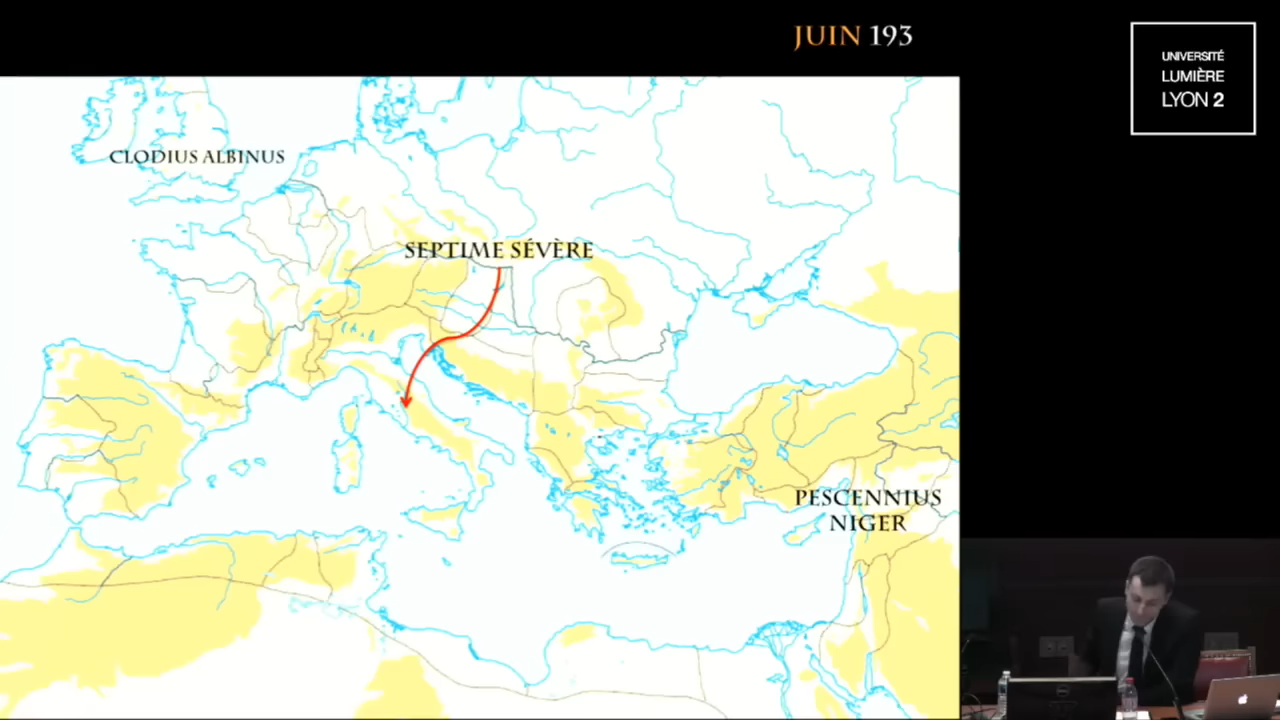 JUIN 193
UNIVERSITÉ
LUMIÈRE
LYON 2
CLODIUS ALBINUS
SEPTIME SÉVÈRE
PESCENNIUS
NIGER